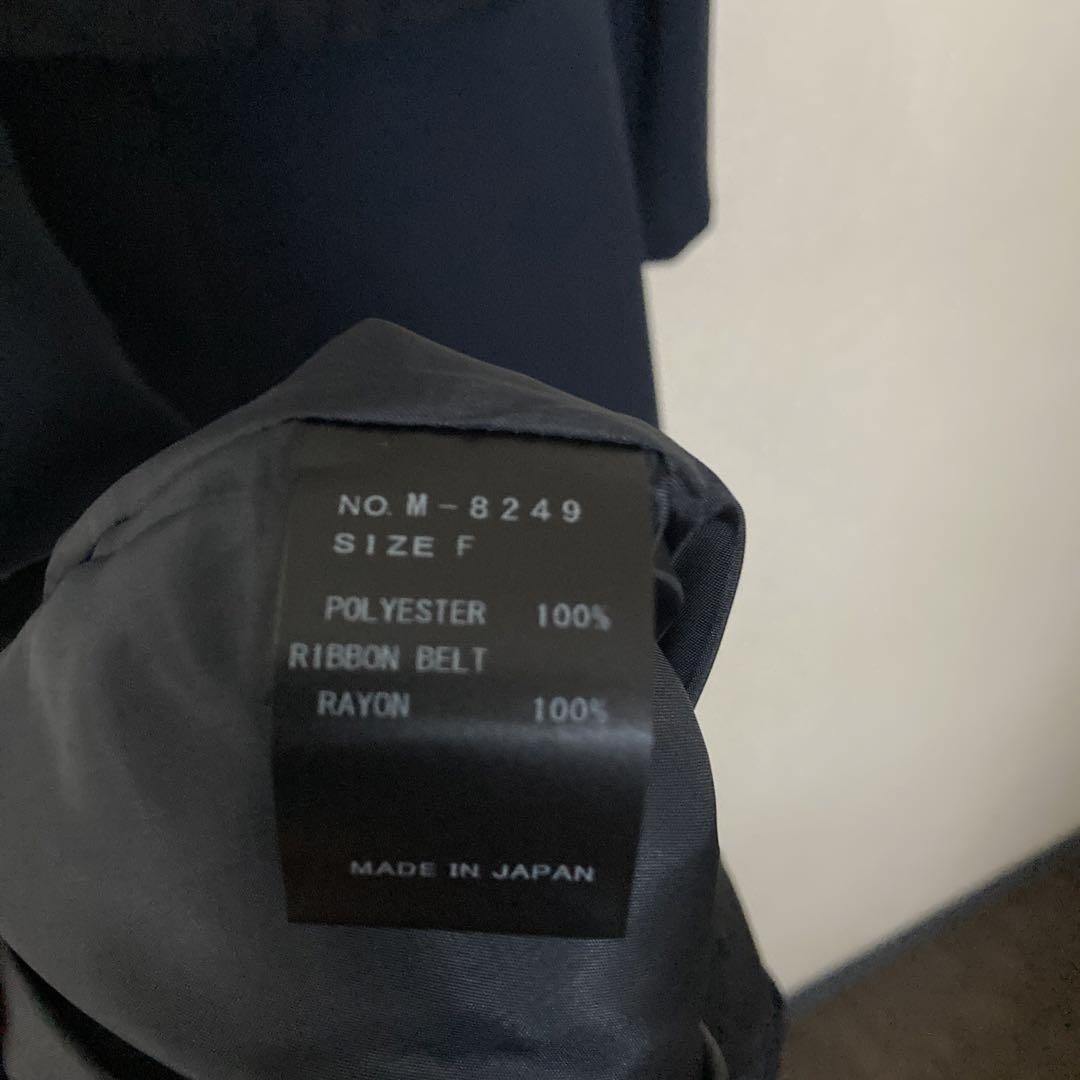 NO. M-8249
SIZE F
POLYESTER 100%
RIBBON BELT
RAYON 100%
MADE IN JAPAN